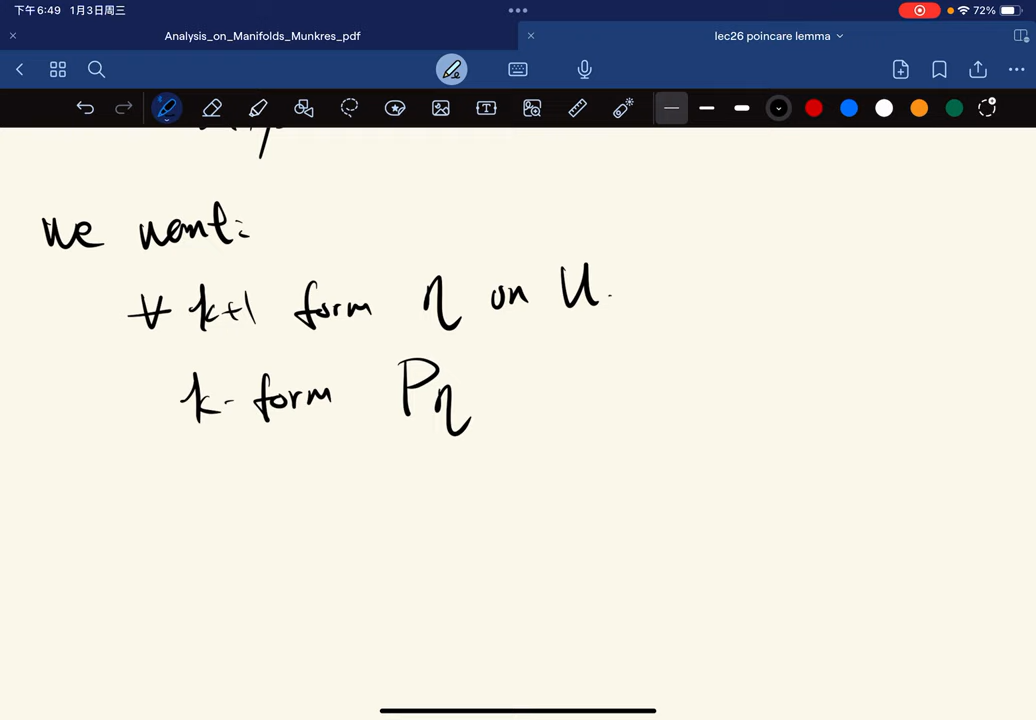 下午6:49 1月3日周三
72%
Analysis_on_Manifolds_Munkres_pdf
lec26 poincare lemma
we want:
∀ k+1 form η on U.
k-form Pη